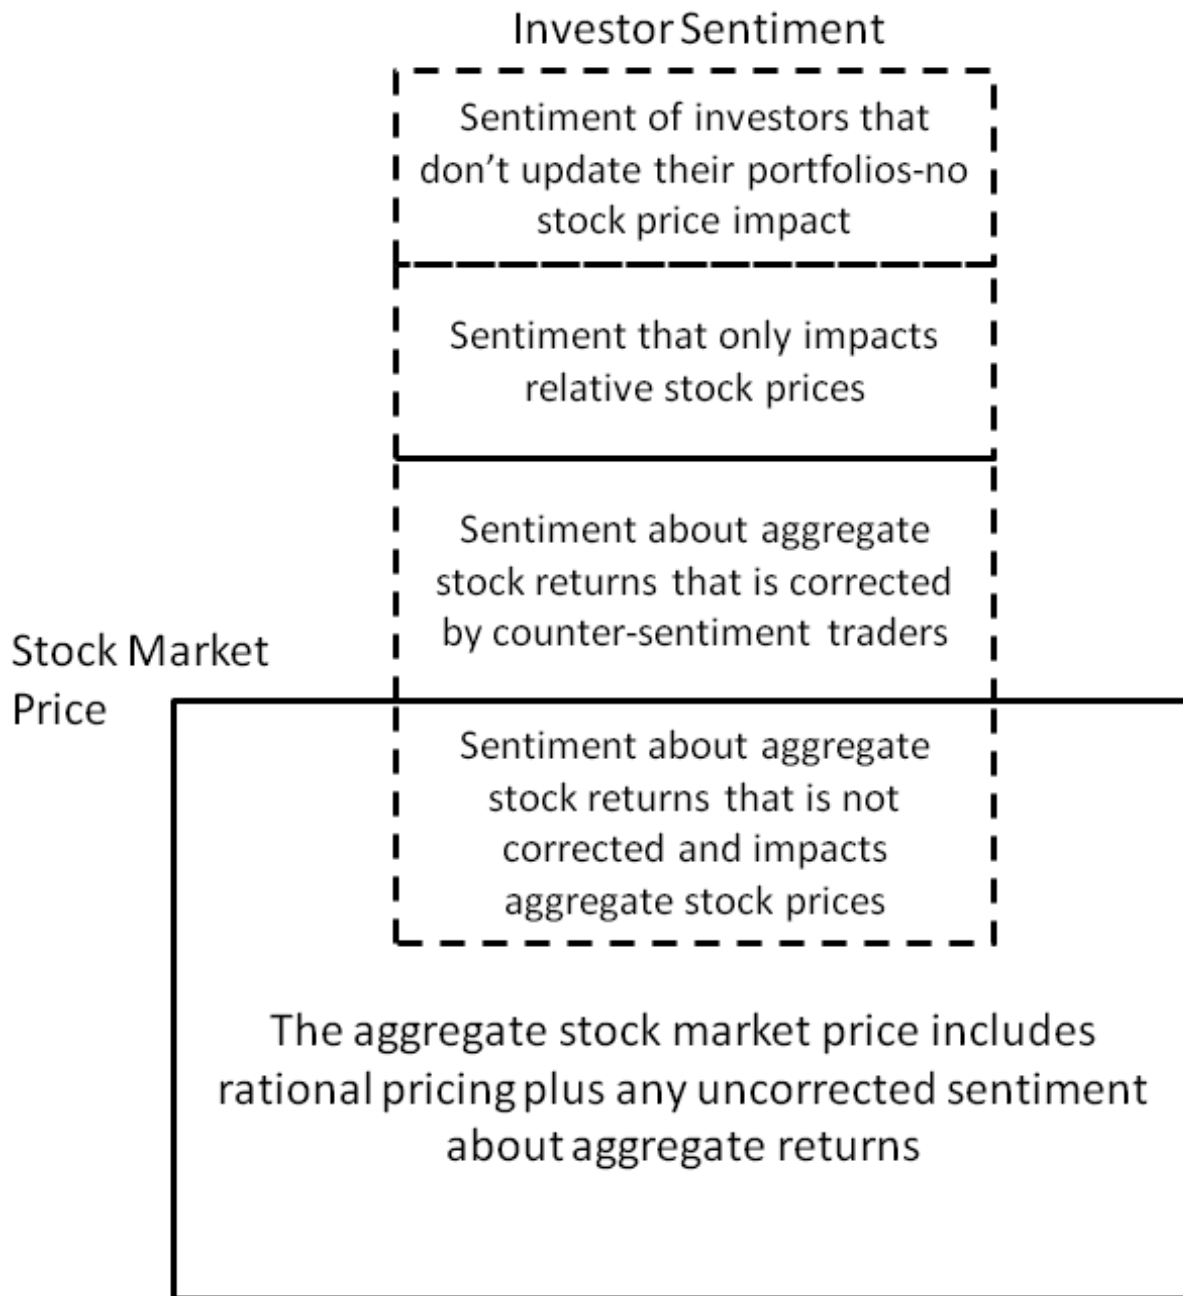 Investor Sentiment
Sentiment of investors that
don't update their portfolios-no
stock price impact
Sentiment that only impacts
relative stock prices
Sentiment about aggregate
stock returns that is corrected
by counter-sentiment traders
Stock Market
Price
Sentiment about aggregate
stock returns that is not
corrected and impacts
aggregate stock prices
The aggregate stock market price includes
rational pricing plus any uncorrected sentiment
about aggregate returns